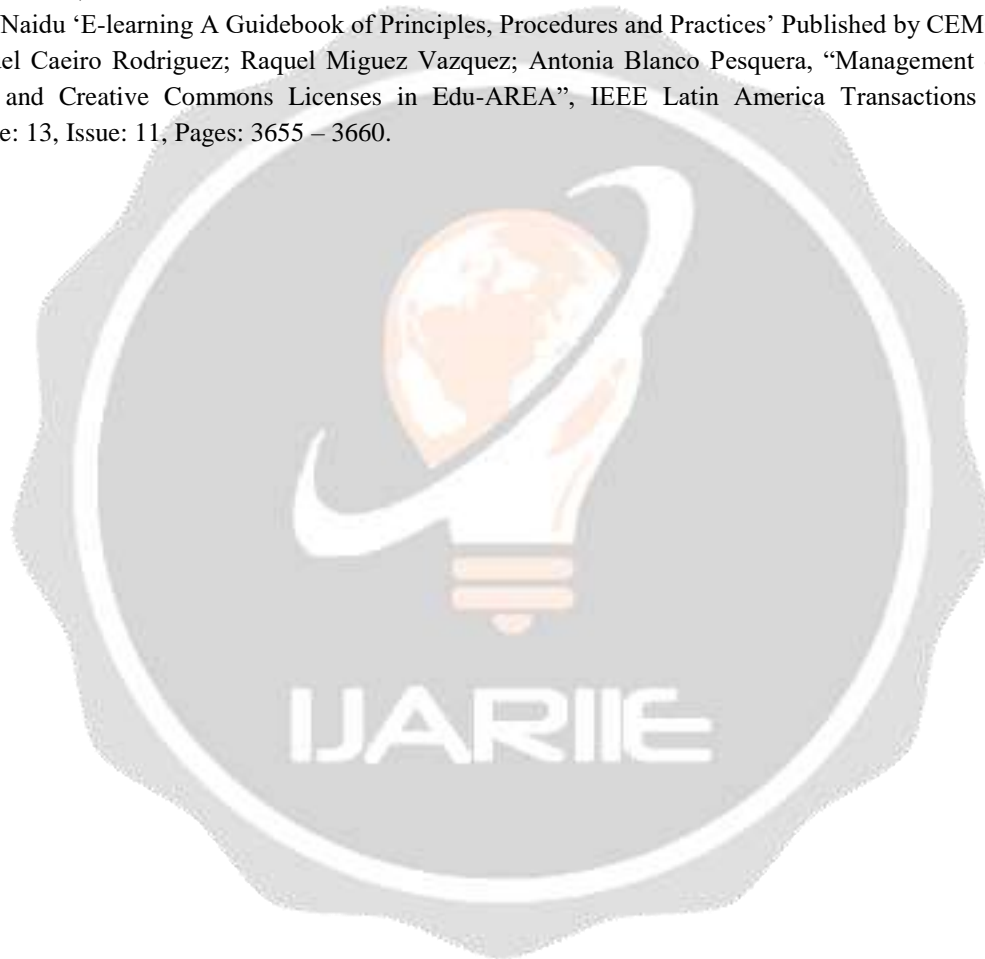 Naidu ‘E-learning A Guidebook of Principles, Procedures and Practices’ Published by CEM
el Caeiro Rodriguez; Raquel Miguez Vazquez; Antonia Blanco Pesquera, “Management
and Creative Commons Licenses in Edu-AREA”, IEEE Latin America Transactions
e: 13, Issue: 11, Pages: 3655 – 3660.
IJARIIE